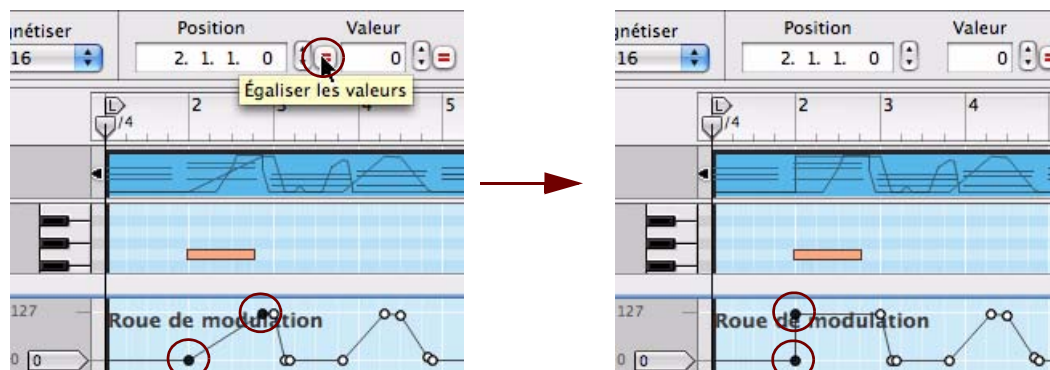 gnétiser Position Valeur
16 2. 1. 1. 0 = 0 =
Égaliser les valeurs
L 2 3 4 5
/4
127
Roue de modulation
0 0
gnétiser Position Valeur
16 2. 1. 1. 0 0 =
L 2 3 4
/4
127
Roue de modulation
0 0